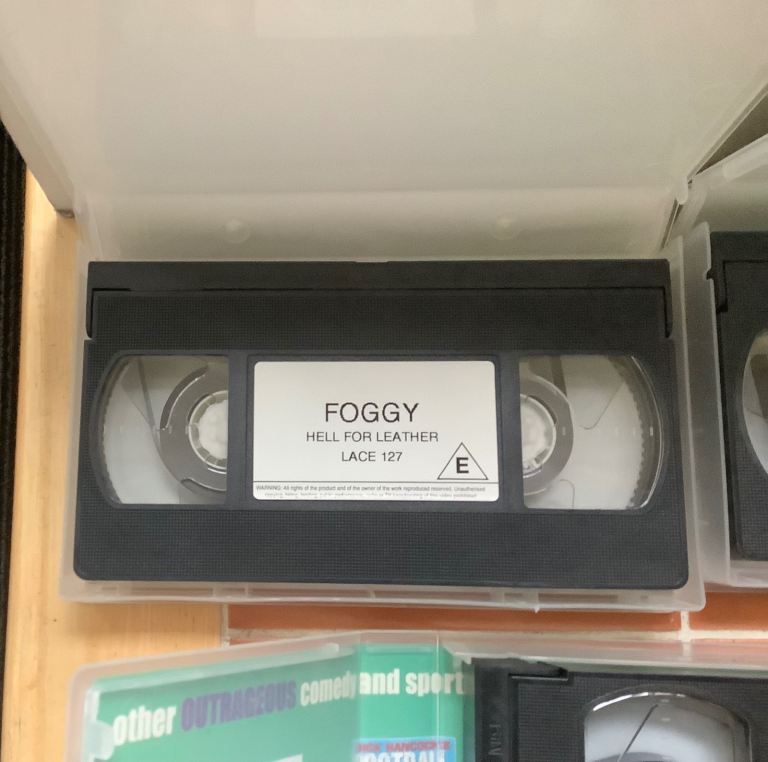 FOGGY
HELL FOR LEATHER
LACE 127
E
WARNING: All rights of the product and of the owner of the work reproduced reserved. Unauthorised
other OUTRAGEOUS comedy and sport